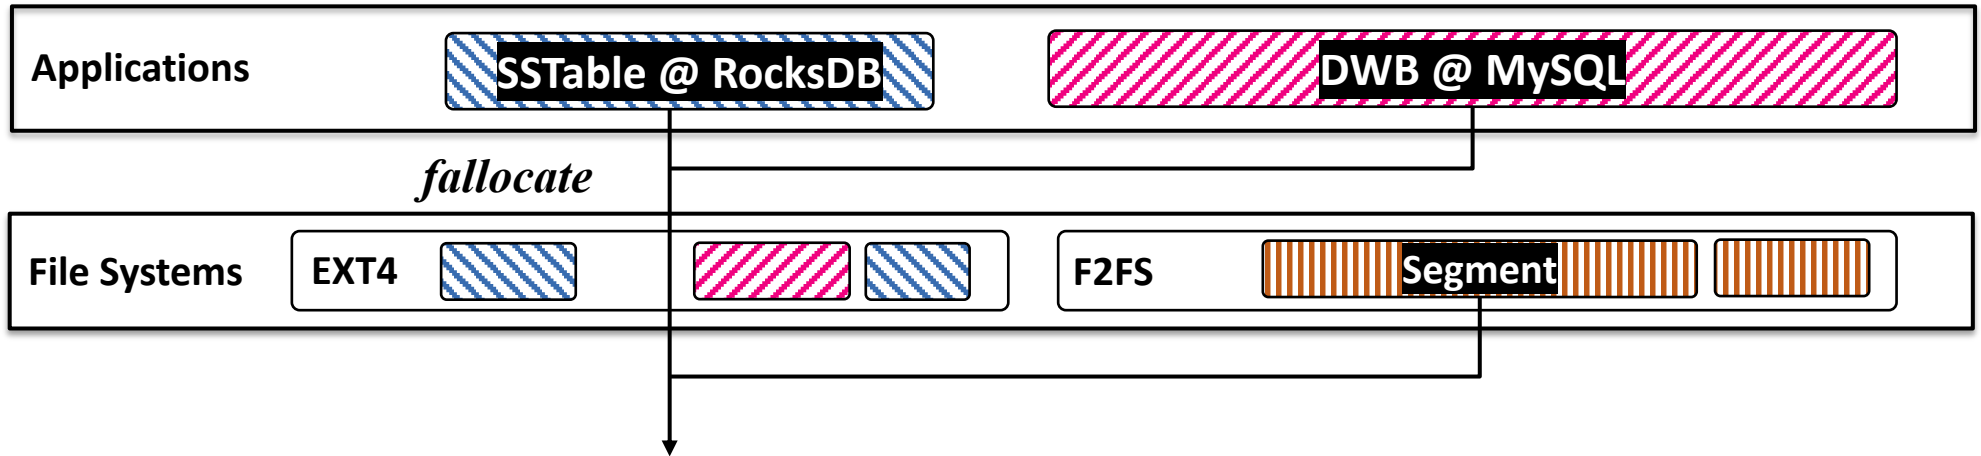 Applications
SSTable @ RocksDB
DWB @ MySQL
fallocate
File Systems
EXT4
F2FS
Segment